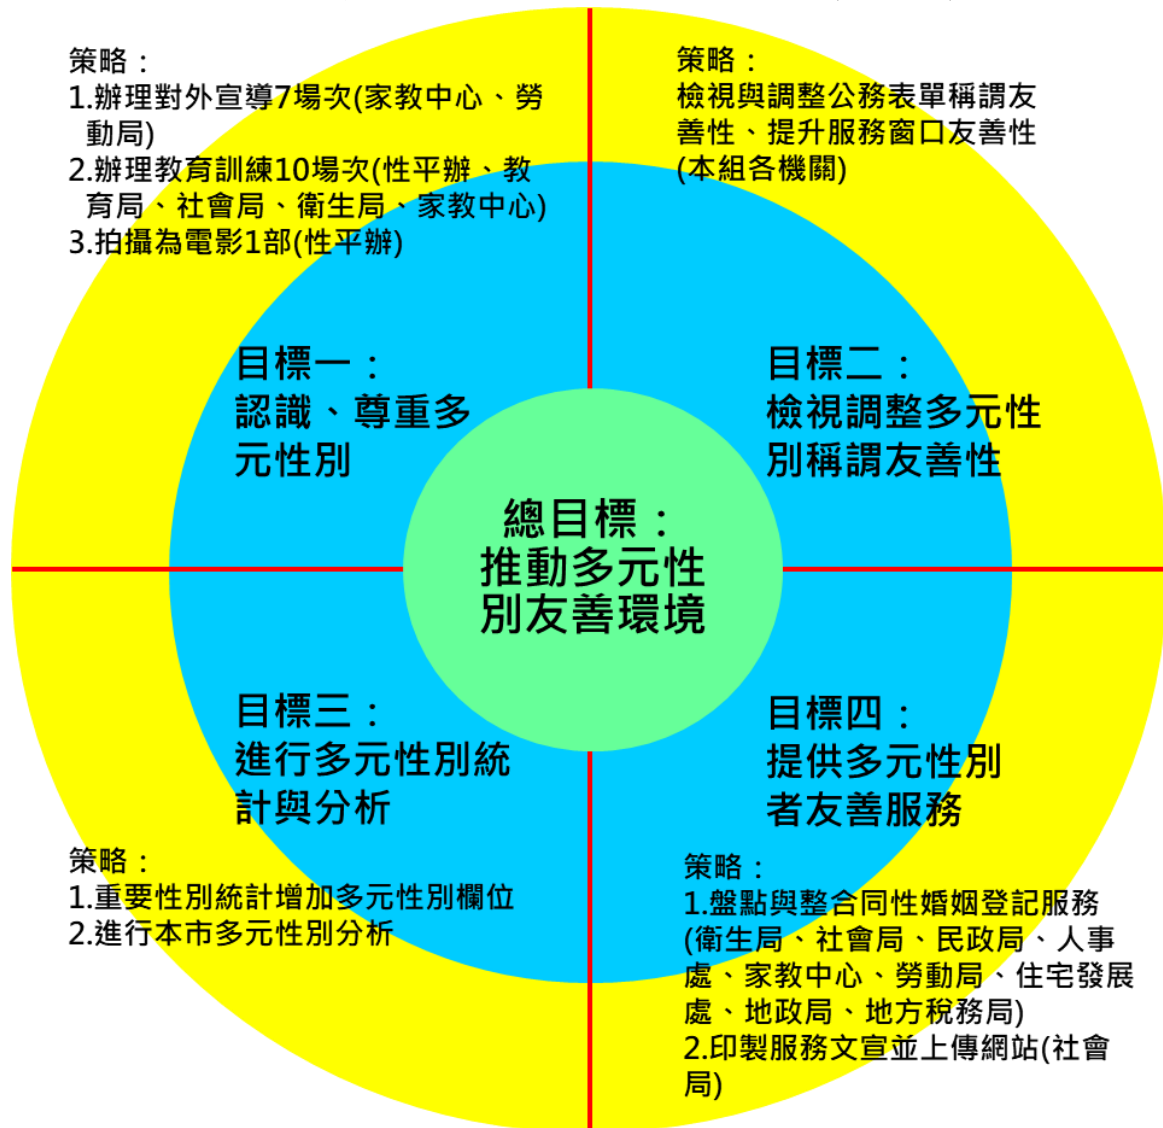 策略：
1.辦理對外宣導7場次(家教中心、勞
動局)
2.辦理教育訓練10場次(性平辦、教
育局、社會局、衛生局、家教中心)
3.拍攝為電影1部(性平辦)
策略：
檢視與調整公務表單稱謂友
善性、提升服務窗口友善性
(本組各機關)
目標一：
認識、尊重多
元性別
目標二：
檢視調整多元性
別稱謂友善性
總目標：
推動多元性
別友善環境
目標三：
進行多元性別統
計與分析
目標四：
提供多元性別
者友善服務
策略：
1.重要性別統計增加多元性別欄位
2.進行本市多元性別分析
策略：
1.盤點與整合同性婚姻登記服務
(衛生局、社會局、民政局、人事
處、家教中心、勞動局、住宅發展
處、地政局、地方稅務局)
2.印製服務文宣並上傳網站(社會
局)